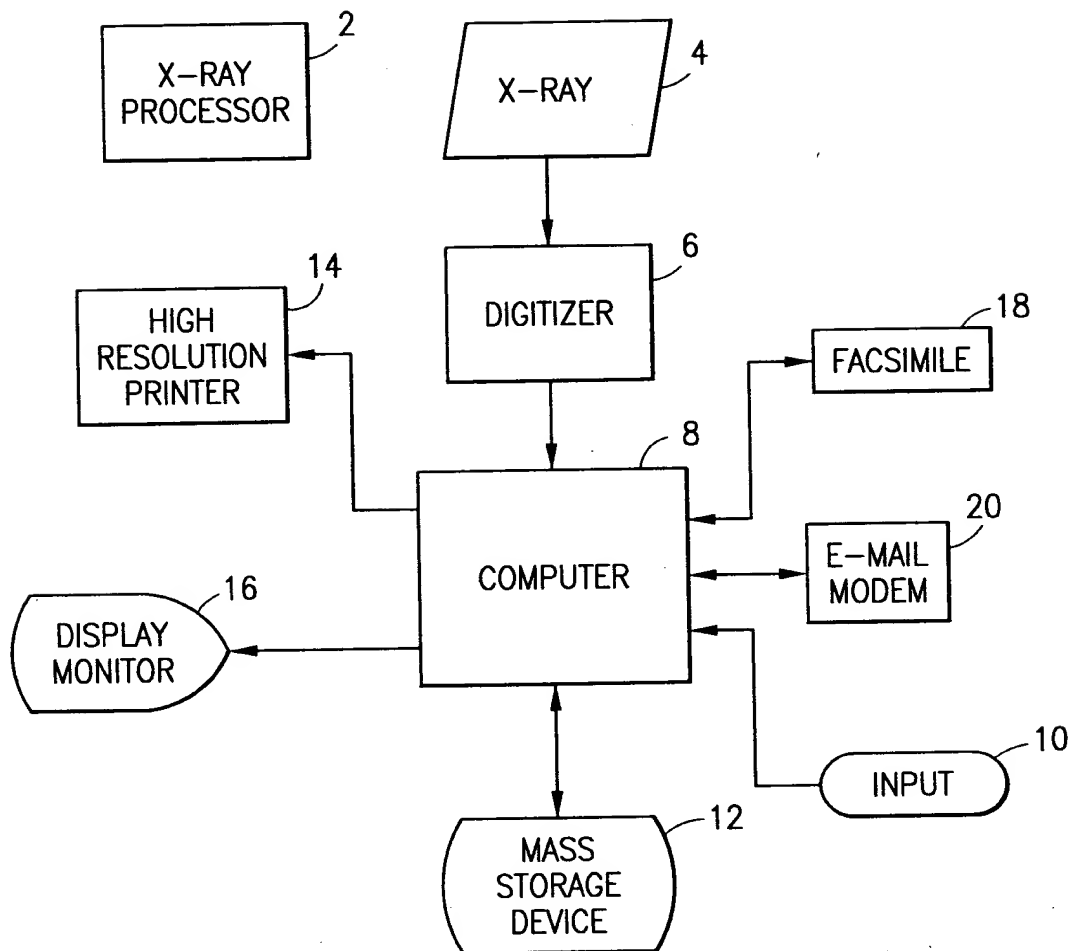 2
X-RAY
PROCESSOR
4
X-RAY
6
DIGITIZER
14
HIGH
RESOLUTION
PRINTER
18
FACSIMILE
8
COMPUTER
20
E-MAIL
MODEM
16
DISPLAY
MONITOR
10
INPUT
12
MASS
STORAGE
DEVICE